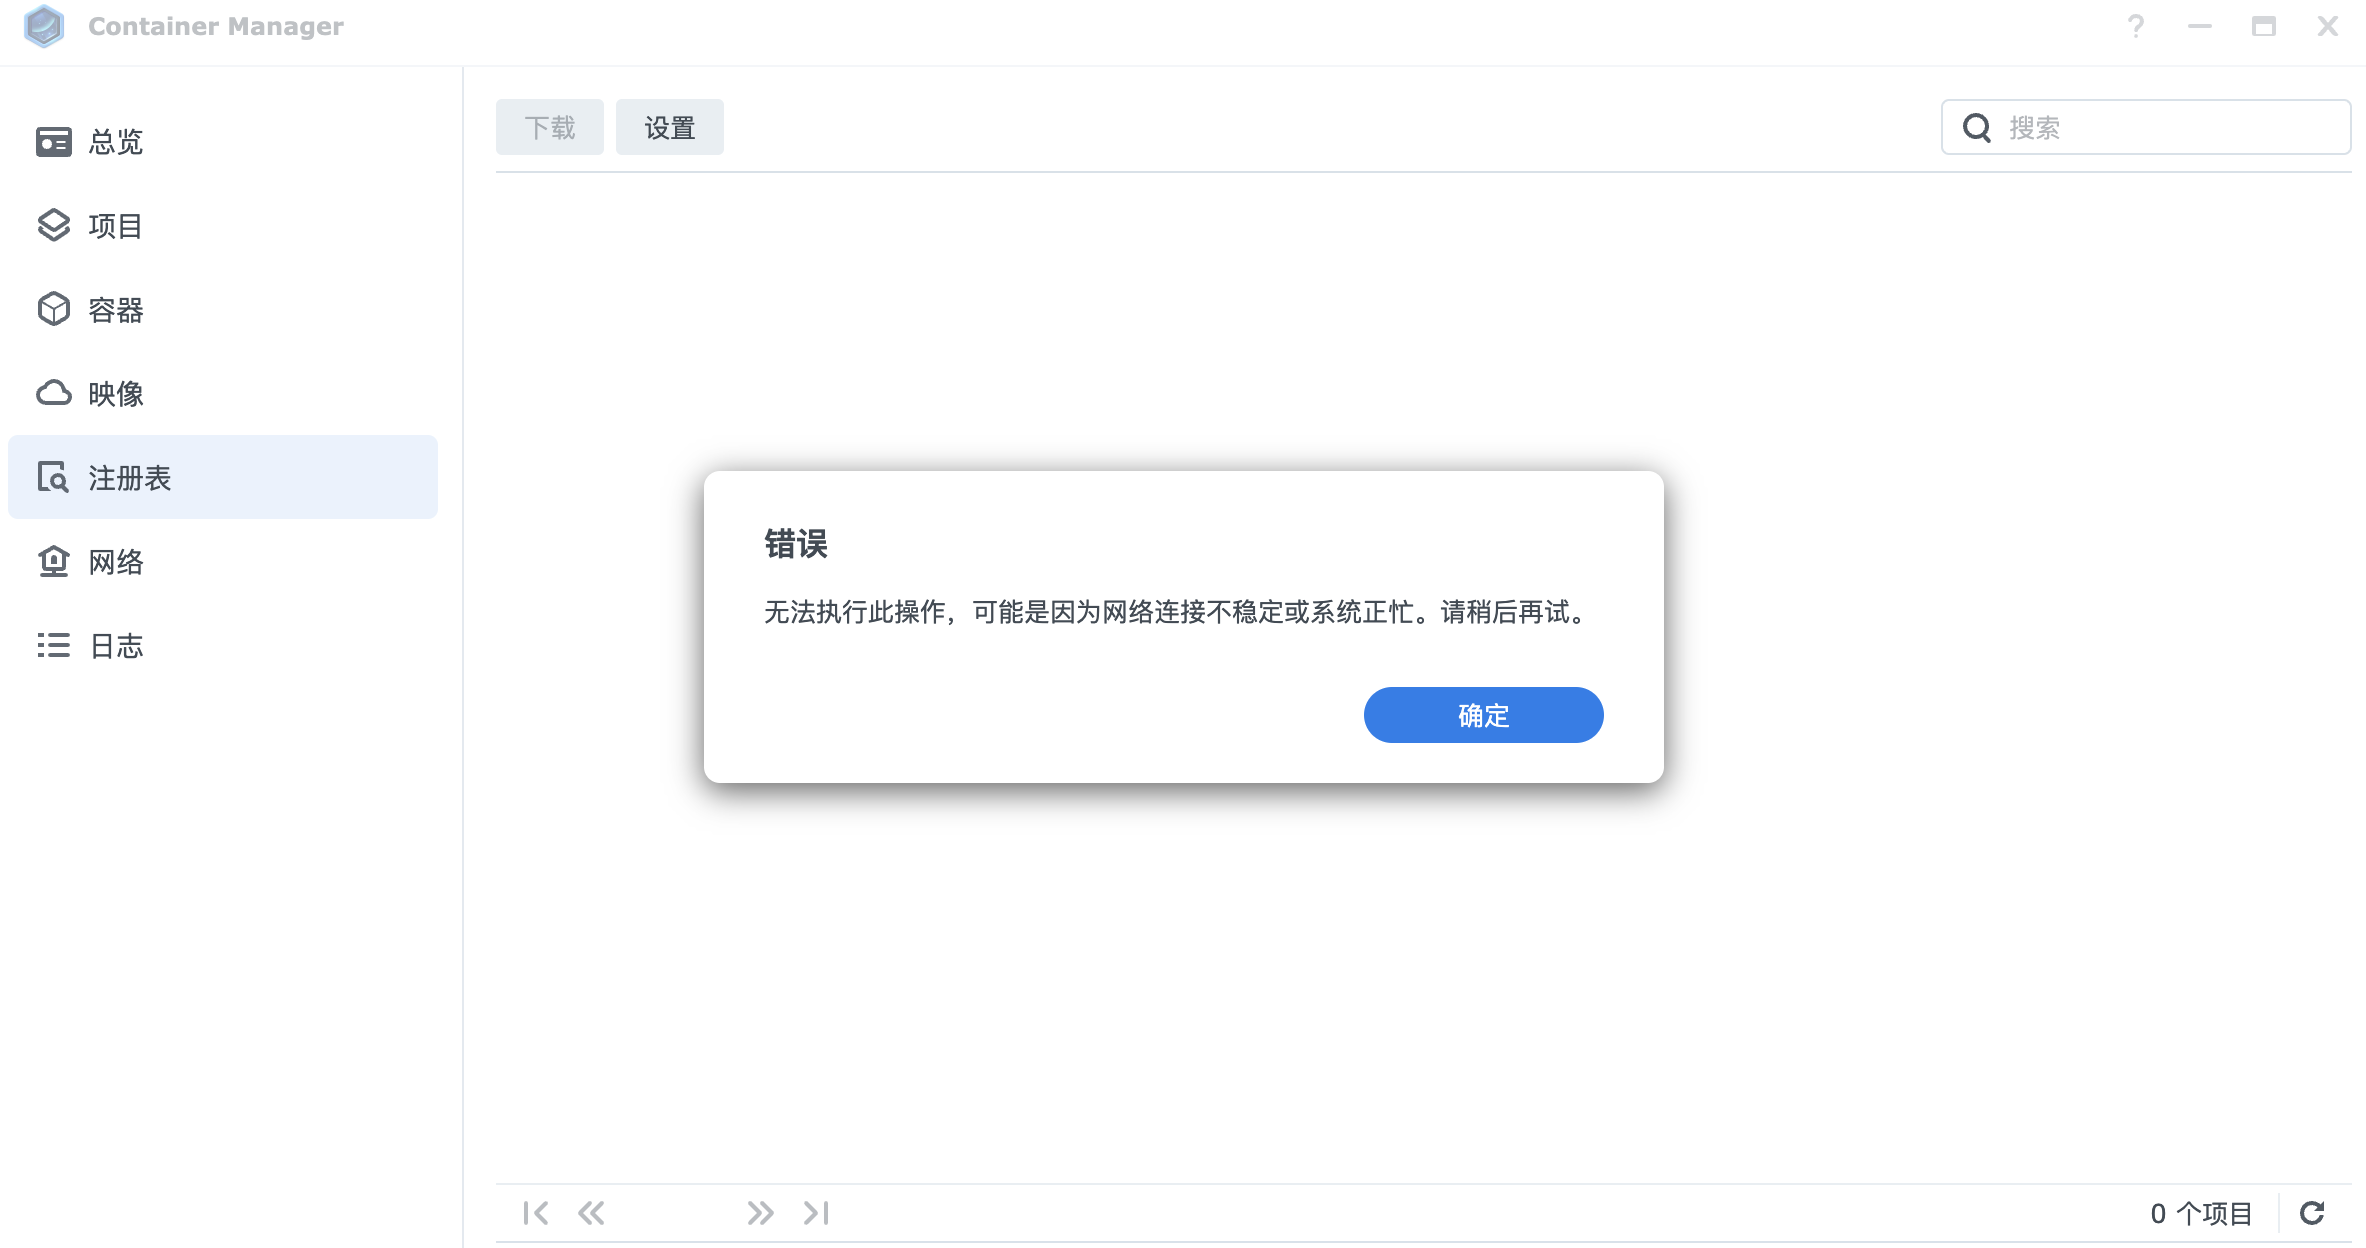 Container Manager
总览
项目
容器
映像
注册表
网络
日志
下载
设置
搜索
错误
无法执行此操作，可能是因为网络连接不稳定或系统正忙。请稍后再试。
确定
0 个项目